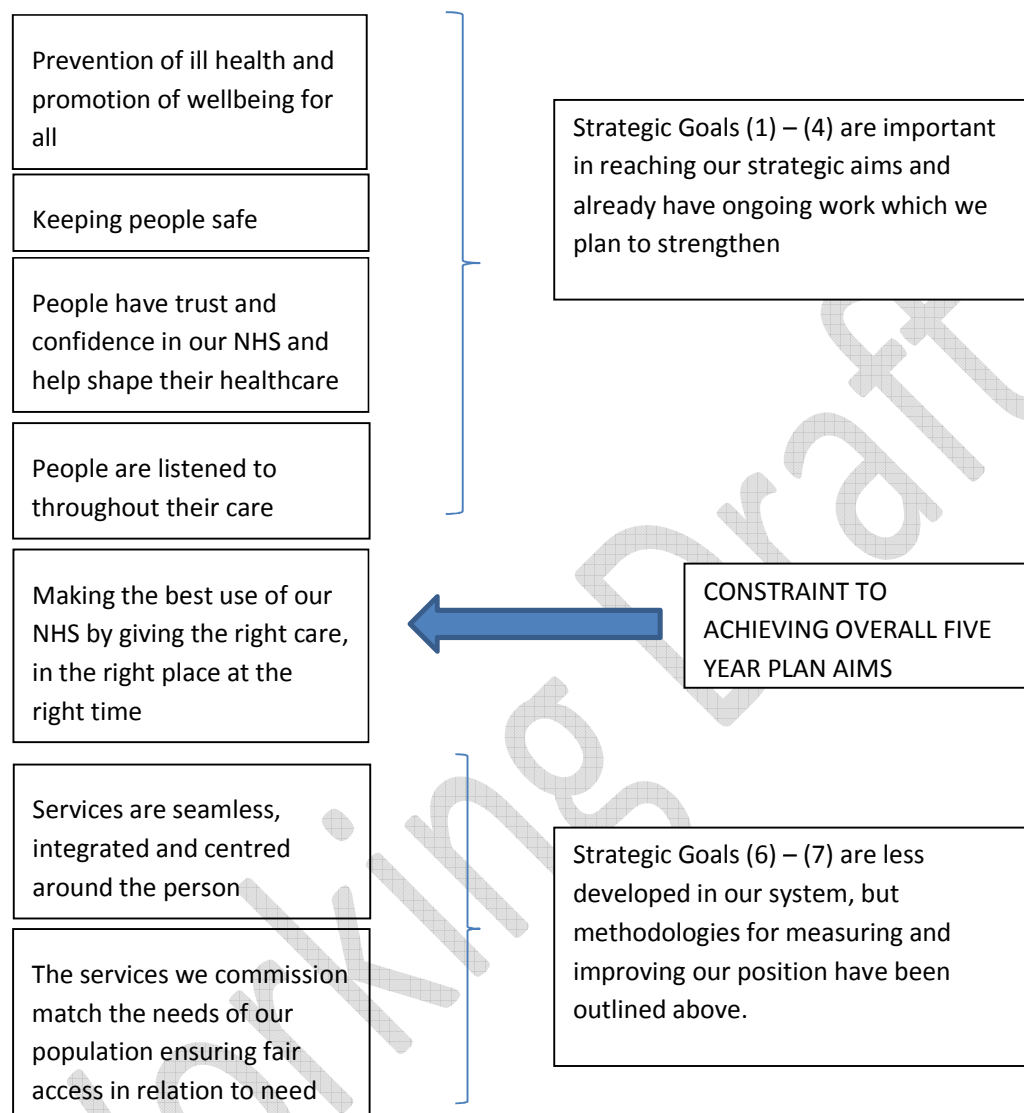 Prevention of ill health and
promotion of wellbeing for
all
Keeping people safe
People have trust and
confidence in our NHS and
help shape their healthcare
People are listened to
throughout their care
Strategic Goals (1) – (4) are important
in reaching our strategic aims and
already have ongoing work which we
plan to strengthen
Making the best use of our
NHS by giving the right care,
in the right place at the
right time
CONSTRAINT TO
ACHIEVING OVERALL FIVE
YEAR PLAN AIMS
Services are seamless,
integrated and centred
around the person
The services we commission
match the needs of our
population ensuring fair
access in relation to need
Strategic Goals (6) – (7) are less
developed in our system, but
methodologies for measuring and
improving our position have been
outlined above.
Working Draft